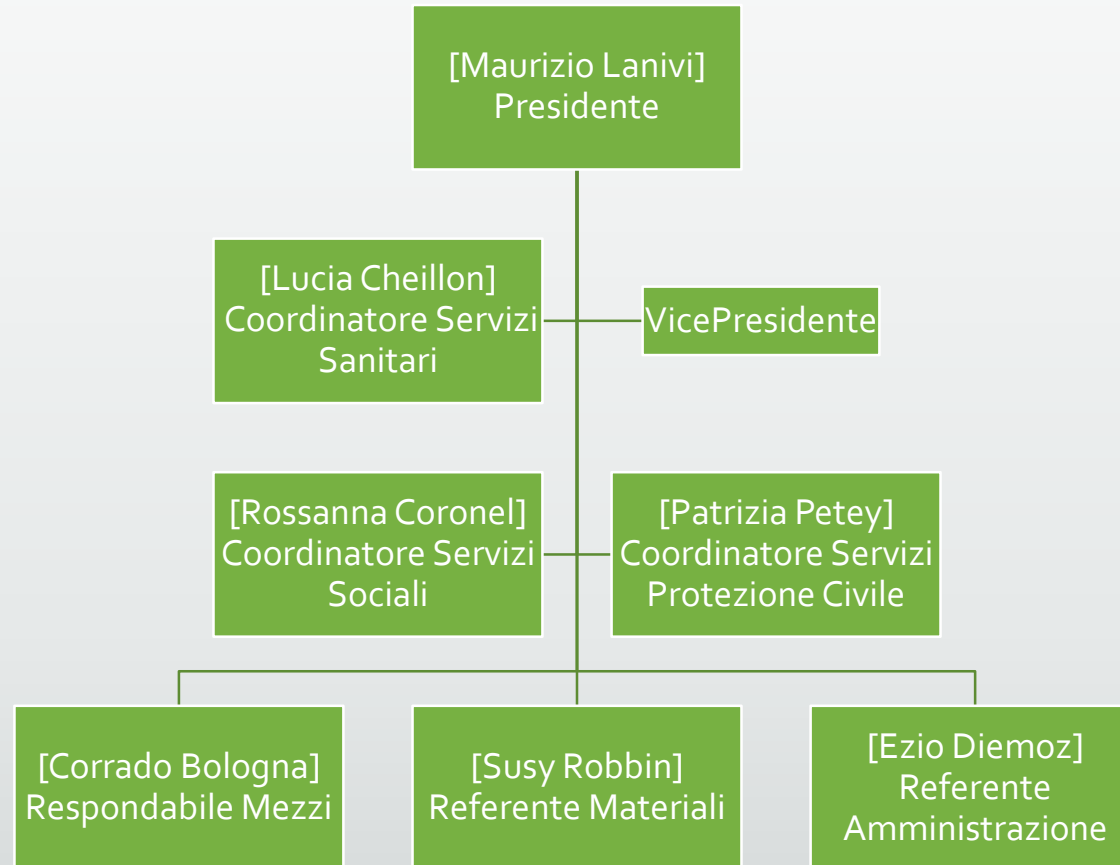 [Maurizio Lanivi]
Presidente
[Lucia Cheillon]
Coordinatore Servizi
Sanitari
VicePresidente
[Rossanna Coronel]
Coordinatore Servizi
Sociali
[Patrizia Petey]
Coordinatore Servizi
Protezione Civile
[Corrado Bologna]
Respondabile Mezzi
[Susy Robbin]
Referente Materiali
[Ezio Diemoz]
Referente
Amministrazione